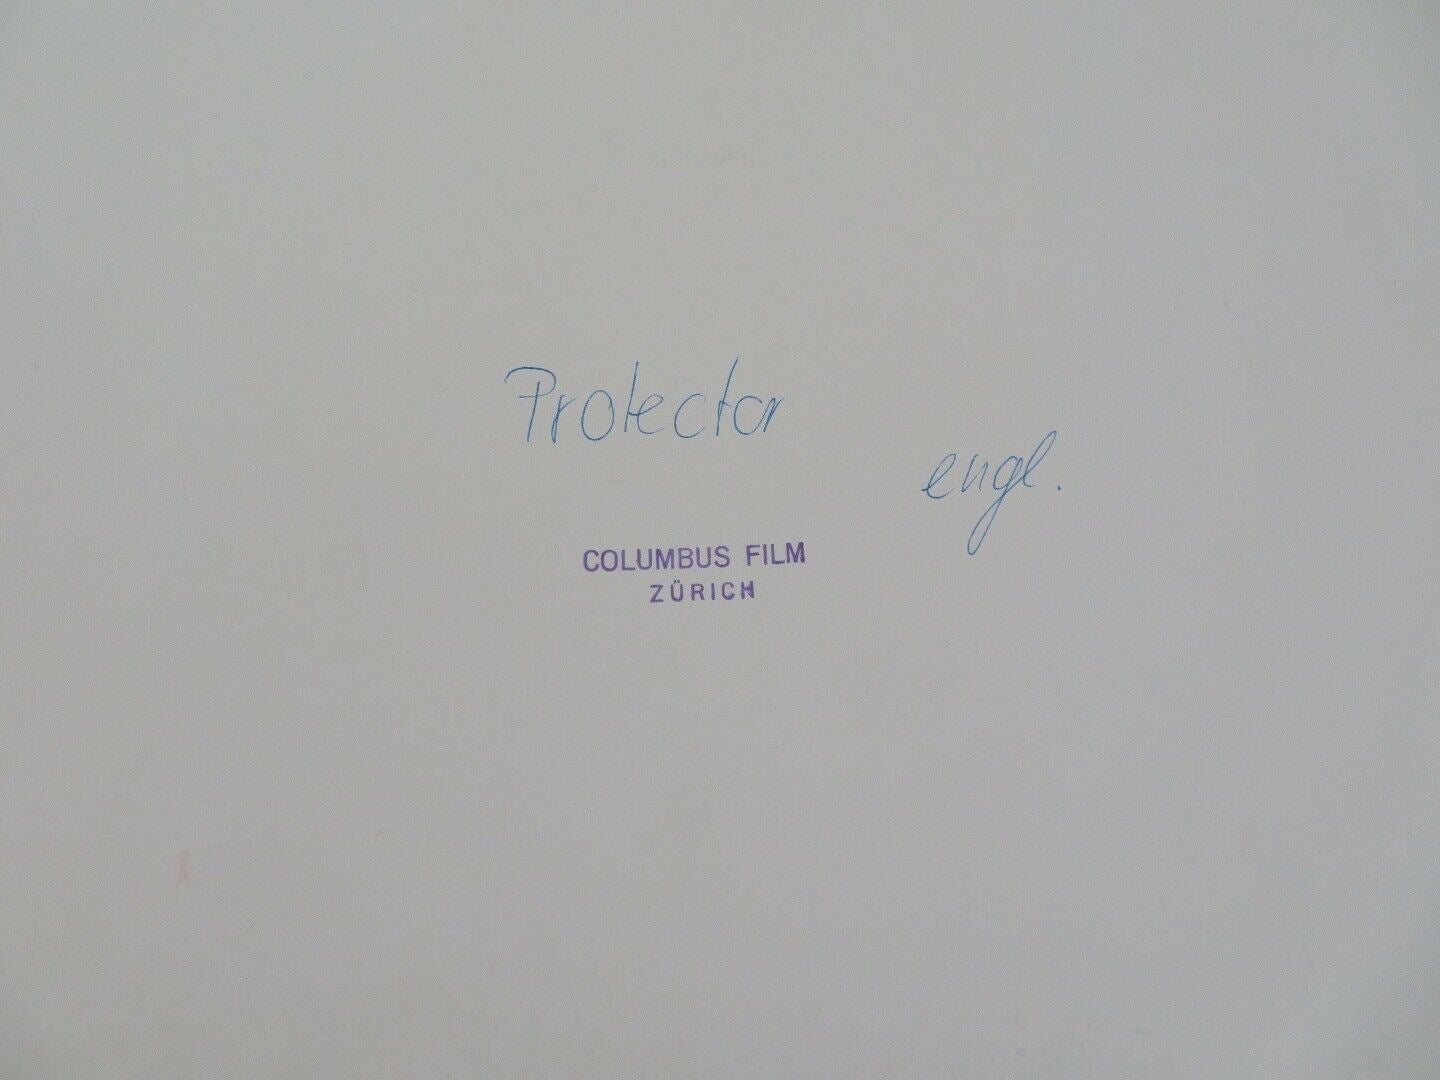 Protector
engl.
COLUMBUS FILM
ZÜRICH